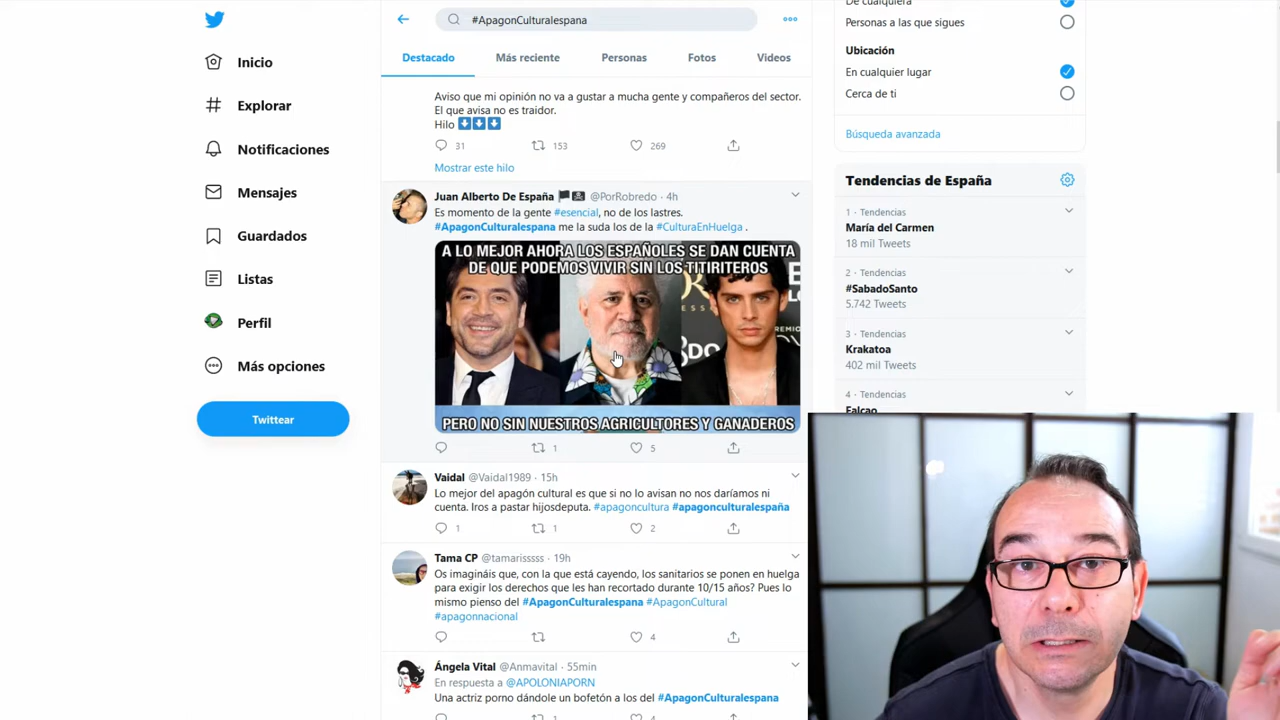 Inicio
Explorar
Notificaciones
Mensajes
Guardados
Listas
Perfil
Más opciones
Twittear
#ApagonCulturalespana
Destacado
Más reciente
Personas
Fotos
Videos
Aviso que mi opinión no va a gustar a mucha gente y compañeros del sector.
El que avisa no es traidor.
Hilo ⬇⬇⬇
31 153 269
Mostrar este hilo
Juan Alberto De España 🏴☠ @PorRobredo · 4h
Es momento de la gente #esencial, no de los lastres.
#ApagonCulturalespana me la suda los de la #CulturaEnHuelga .
A LO MEJOR AHORA LOS ESPAÑOLES SE DAN CUENTA
DE QUE PODEMOS VIVIR SIN LOS TITIRITEROS
PERO NO SIN NUESTROS AGRICULTORES Y GANADEROS
1 5
Vaidal @Vaidal1989 · 15h
Lo mejor del apagón cultural es que si no lo avisan no nos daríamos ni
cuenta. Iros a pastar hijosdeputa. #apagoncultura #apagonculturalespaña
1 1 2
Tama CP @tamarisssss · 19h
Os imagináis que, con la que está cayendo, los sanitarios se ponen en huelga
para exigir los derechos que les han recortado durante 10/15 años? Pues lo
mismo pienso del #ApagonCulturalespana #ApagonCultural
#apagonnacional
4
Ángela Vital @Anmavital · 55min
En respuesta a @APOLONIAPORN
Una actriz porno dándole un bofetón a los del #ApagonCulturalespana
De cualquiera
Personas a las que sigues
Ubicación
En cualquier lugar
Cerca de ti
Búsqueda avanzada
Tendencias de España
1 · Tendencias
María del Carmen
18 mil Tweets
2 · Tendencias
#SabadoSanto
5.742 Tweets
3 · Tendencias
Krakatoa
402 mil Tweets
4 · Tendencias
Falcao